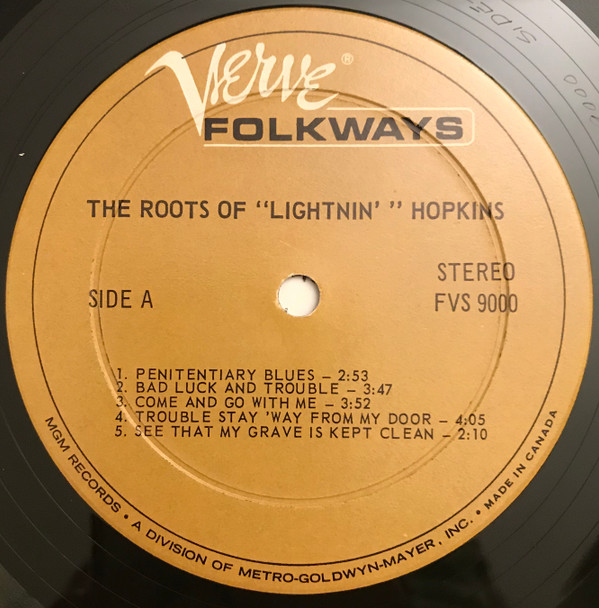 Verve®
FOLKWAYS
THE ROOTS OF "LIGHTNIN' " HOPKINS
STEREO
SIDE A
FVS 9000
1. PENITENTIARY BLUES – 2:53
2. BAD LUCK AND TROUBLE – 3:47
3. COME AND GO WITH ME – 3:52
4. TROUBLE STAY 'WAY FROM MY DOOR – 4:05
5. SEE THAT MY GRAVE IS KEPT CLEAN – 2:10
MGM RECORDS • A DIVISION OF METRO-GOLDWYN-MAYER, INC. • MADE IN CANADA
SIDE